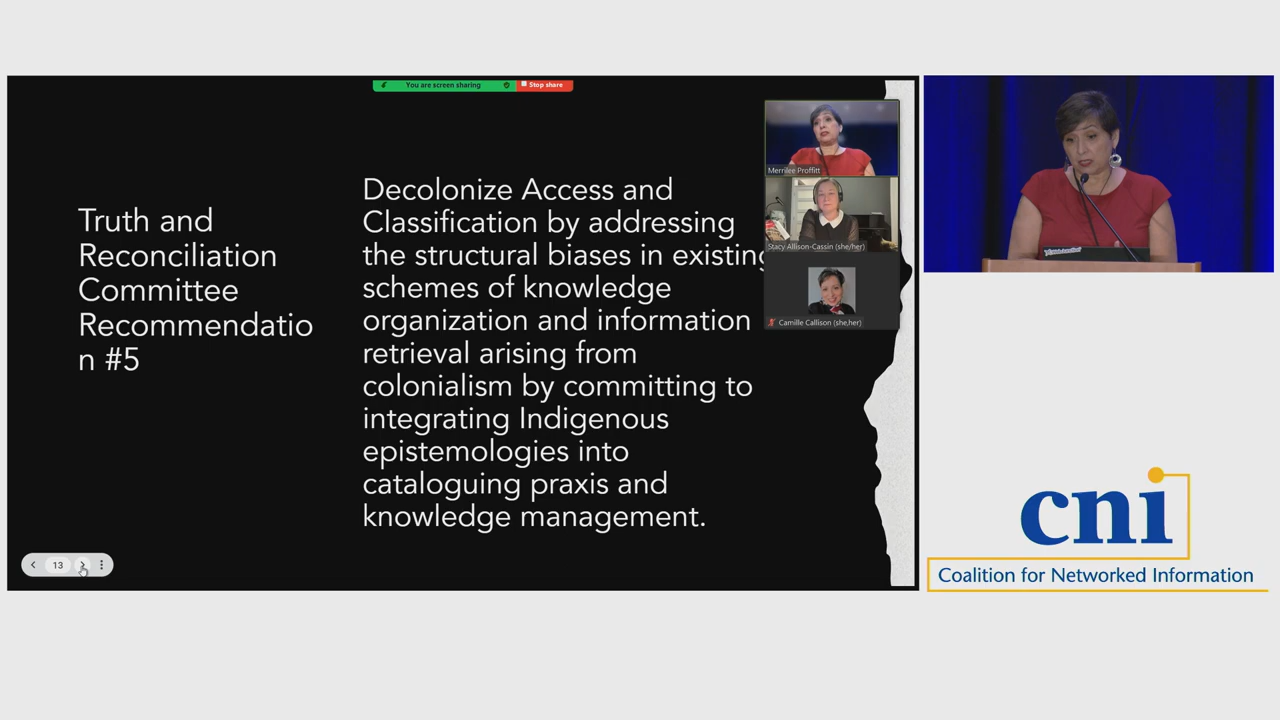 You are screen sharing
Stop share
Truth and
Reconciliation
Committee
Recommendatio
n #5
Decolonize Access and
Classification by addressing
the structural biases in existing
schemes of knowledge
organization and information
retrieval arising from
colonialism by committing to
integrating Indigenous
epistemologies into
cataloguing praxis and
knowledge management.
Merrilee Proffitt
Stacy Allison-Cassin (she/her)
Camille Callison (she,her)
13
cni
Coalition for Networked Information